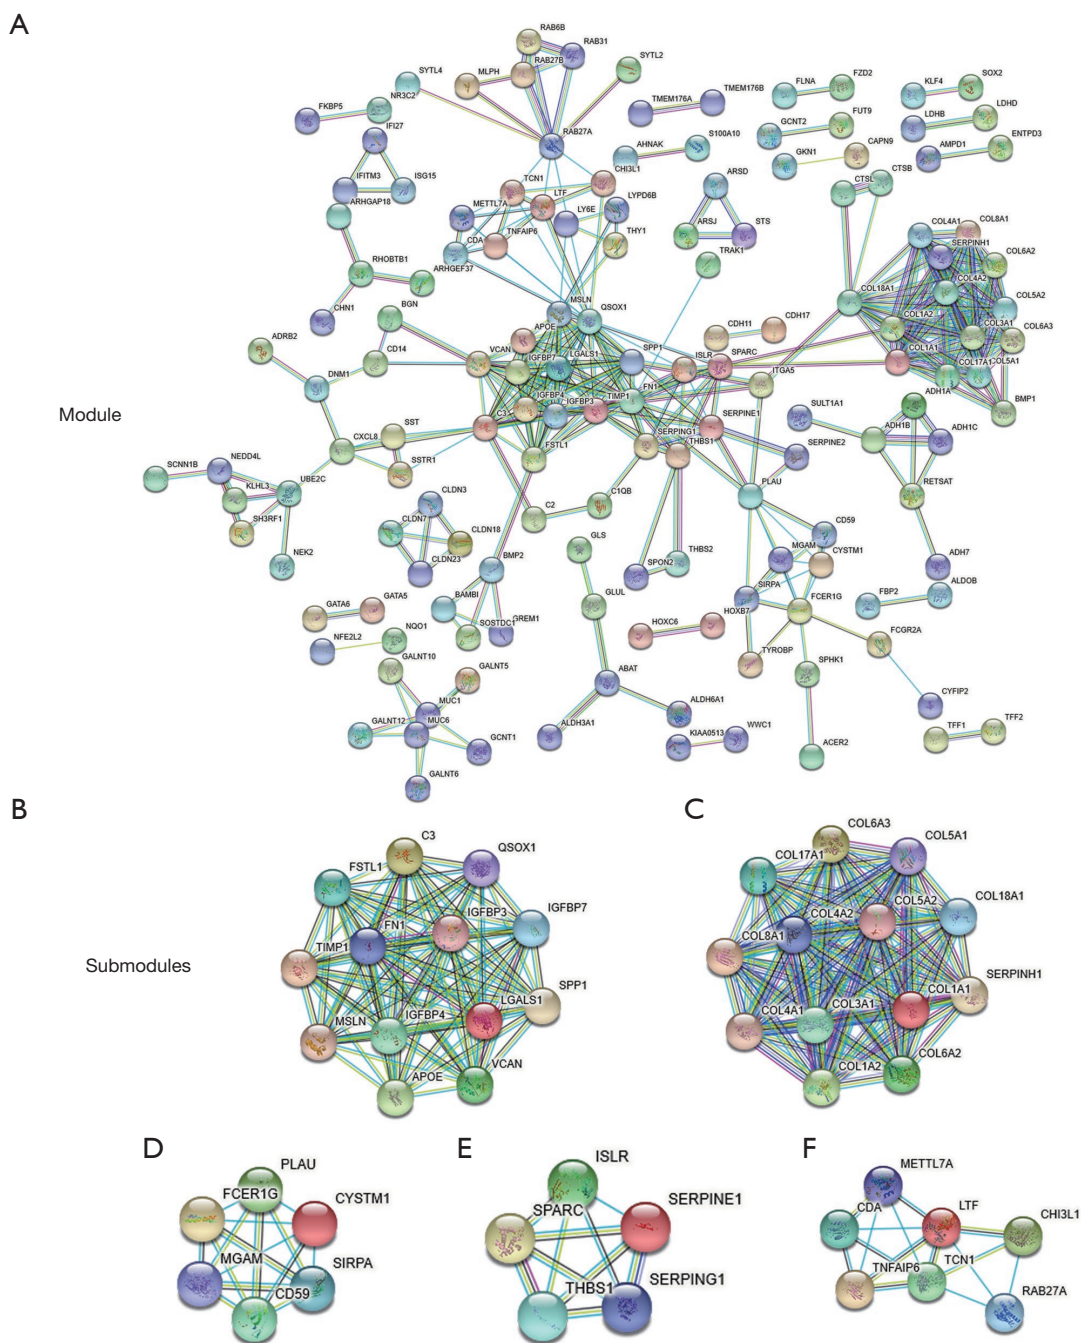 A
RAB6B
RAB31
RAB27B
MLPH
SYTL2
SYTL4
NR3C2
FKBP5
TMEM176B
TMEM176A
FLNA
FZD2
KLF4
SOX2
GCNT2
FUT9
LDHB
LDHD
GKN1
CAPN9
AMPD1
ENTPD3
IFI27
RAB27A
AHNAK
S100A10
IFITM3
ISG15
TCN1
CHI3L1
LTF
ARSD
CTSL
CTSB
ARHGAP18
METTL7A
LY6E
LYPD6B
CDA
TNFAIP6
THY1
ARSJ
STS
COL4A1
COL8A1
SERPINH1
COL6A2
RHOBTB1
ARHGEF37
TRAK1
COL4A2
CHN1
BGN
MSLN
QSOX1
COL18A1
COL5A2
COL1A2
COL3A1
COL6A3
ADRB2
CD14
VCAN
APOE
IGFBP7
LGALS1
SPP1
ISLR
SPARC
CDH11
CDH17
COL1A1
COL17A1
COL5A1
DNM1
IGFBP4
IGFBP3
TIMP1
FN1
ITGA5
ADH1A
BMP1
Module
C3
SERPINE1
SULT1A1
ADH1B
ADH1C
CXCL8
SST
SSTR1
FSTL1
SERPING1
THBS1
SERPINE2
SCNN1B
NEDD4L
KLHL3
UBE2C
PLAU
RETSAT
SH3RF1
CLDN3
C2
C1QB
CLDN7
CLDN18
CD59
NEK2
CLDN23
BMP2
GLS
SPON2
THBS2
MGAM
CYSTM1
ADH7
BAMBI
SIRPA
FBP2
ALDOB
GATA6
GATA5
SOSTDC1
GREM1
GLUL
HOXC6
HOXB7
FCER1G
NFE2L2
NQO1
TYROBP
FCGR2A
GALNT10
GALNT5
ABAT
SPHK1
MUC1
ALDH6A1
CYFIP2
GALNT12
MUC6
GCNT1
ALDH3A1
KIAA0513
WWC1
ACER2
TFF1
TFF2
GALNT6
B
C
C3
QSOX1
FSTL1
IGFBP3
IGFBP7
FN1
TIMP1
SPP1
LGALS1
MSLN
IGFBP4
VCAN
APOE
Submodules
COL6A3
COL5A1
COL17A1
COL5A2
COL18A1
COL4A2
COL8A1
SERPINH1
COL1A1
COL4A1
COL3A1
COL6A2
COL1A2
D
PLAU
FCER1G
CYSTM1
MGAM
SIRPA
CD59
E
ISLR
SERPINE1
SPARC
THBS1
SERPING1
F
METTL7A
CDA
LTF
CHI3L1
TNFAIP6
TCN1
RAB27A